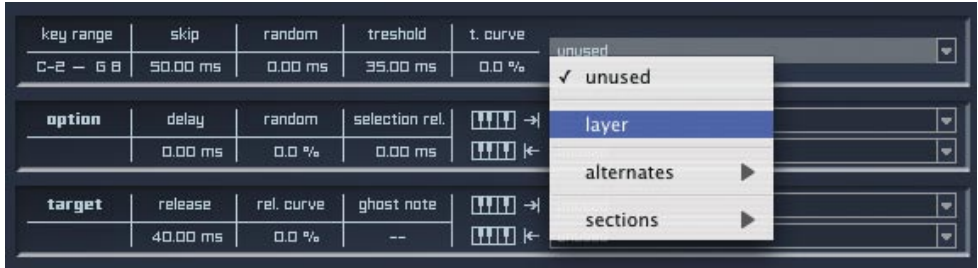 key range skip random treshold t. curve unused
C-2 — G8 50.00 ms 0.00 ms 35.00 ms 0.0 %
✓ unused
option delay random selection rel. layer
0.00 ms 0.0 % 0.00 ms
alternates
target release rel. curve ghost note
sections
40.00 ms 0.0 % -- unused